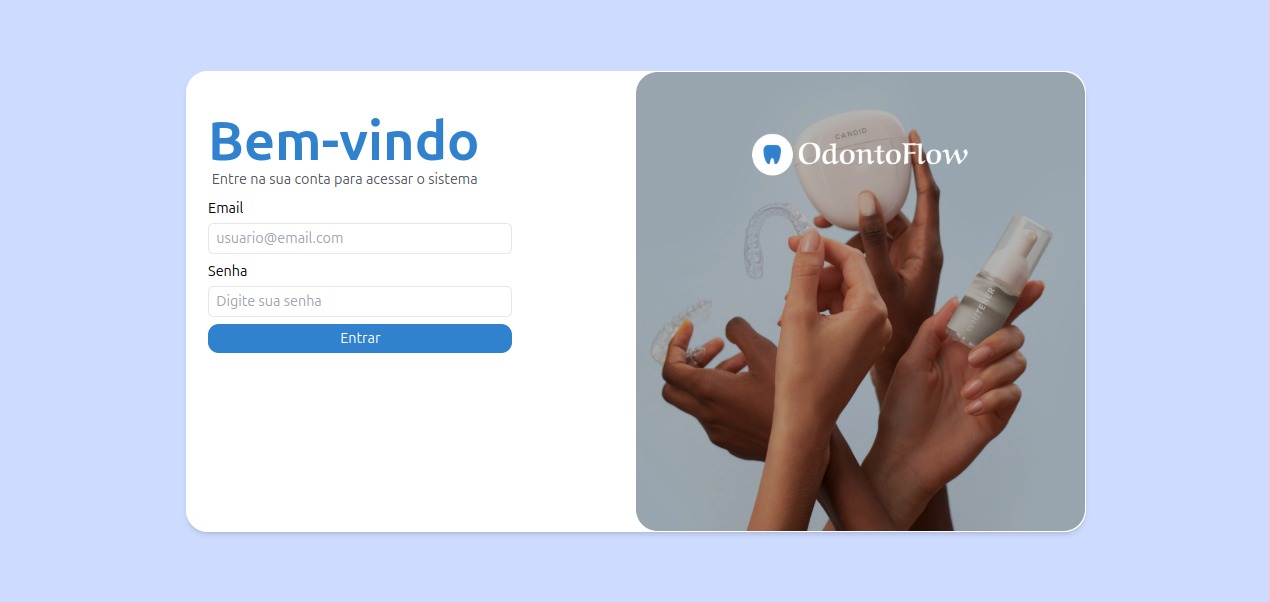 Bem-vindo
Entre na sua conta para acessar o sistema
Email
usuario@email.com
Senha
Digite sua senha
Entrar
CANDID
OdontoFlow
WHITENER